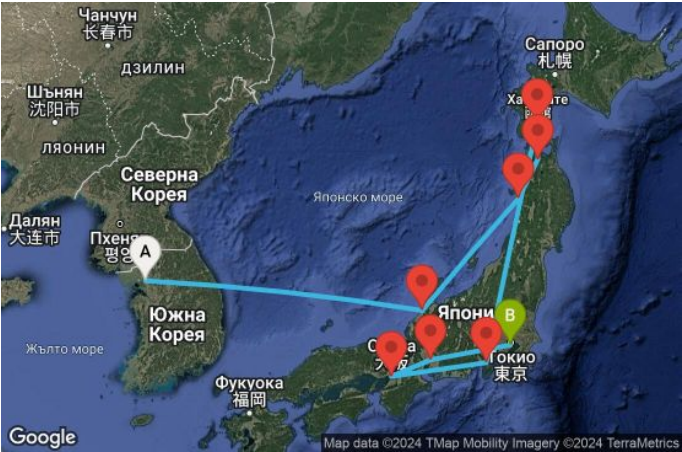 Чанчун
长春市
Сапоро
札幌
ДЗИЛИН
Шънян
沈阳市
ЛЯОНИН
Северна
Корея
Японско море
Далян
大连市
A
Южна
Корея
B
Жълто море
Токио
東京
Фукуока
福岡
Google
Map data ©2024 TMap Mobility Imagery ©2024 TerraMetrics